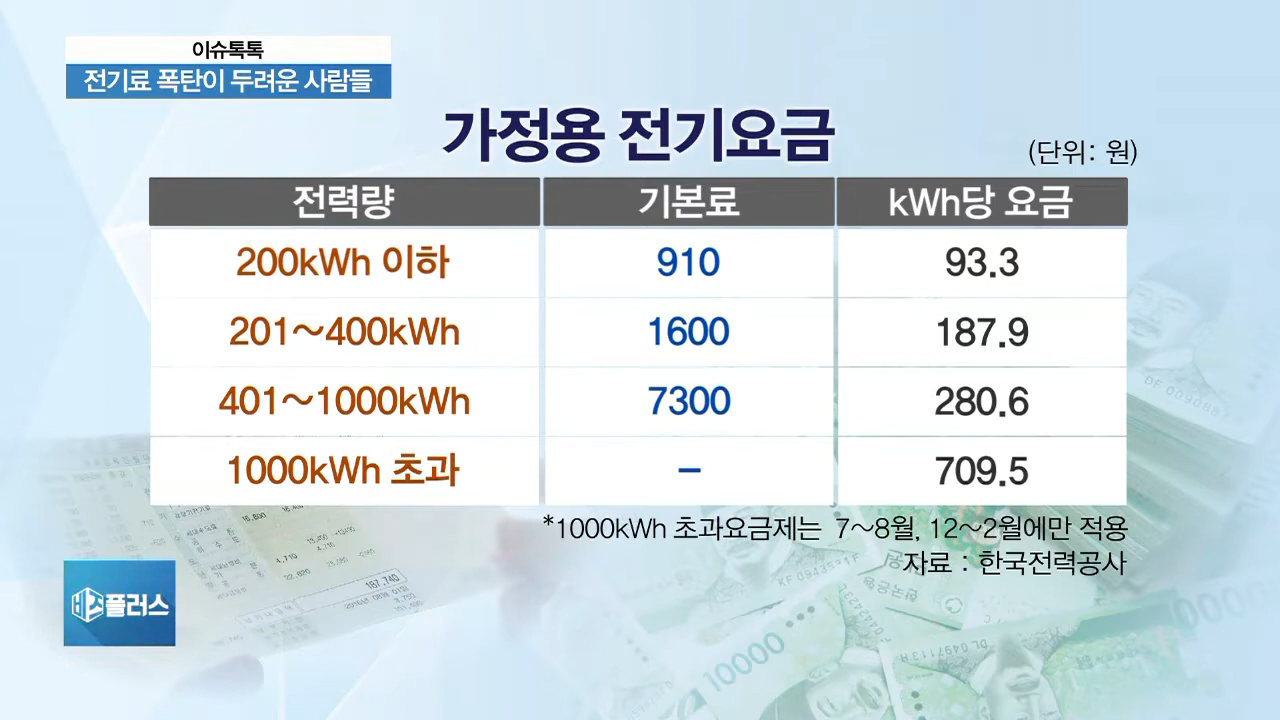 이슈톡톡
전기료 폭탄이 두려운 사람들
가정용 전기요금
(단위: 원)
전력량 기본료 kWh당 요금
200kWh 이하 910 93.3
201~400kWh 1600 187.9
401~1000kWh 7300 280.6
1000kWh 초과 - 709.5
*1000kWh 초과요금제는 7~8월, 12~2월에만 적용
자료 : 한국전력공사
플러스
187,740
10000